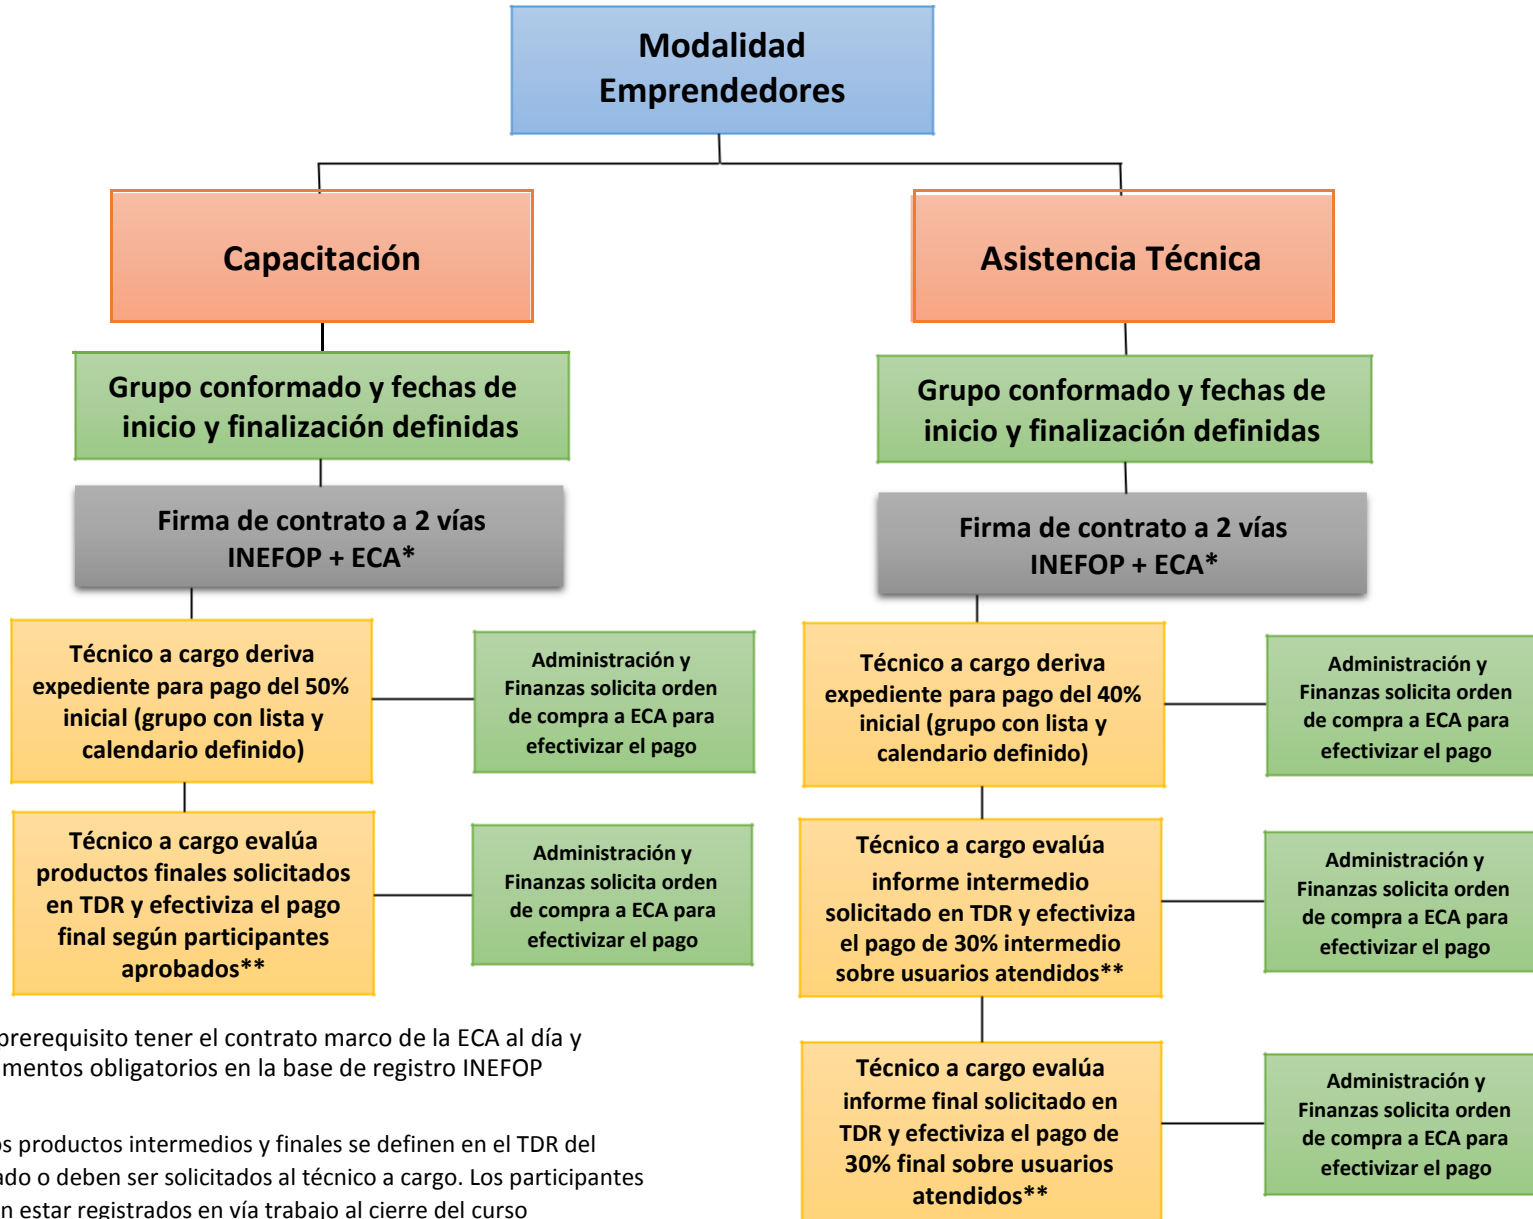 Modalidad
Emprendedores
Capacitación
Grupo conformado y fechas de
inicio y finalización definidas
Firma de contrato a 2 vías
INEFOP + ECA*
Técnico a cargo deriva
expediente para pago del 50%
inicial (grupo con lista y
calendario definido)
Administración y
Finanzas solicita orden
de compra a ECA para
efectivizar el pago
Técnico a cargo evalúa
productos finales solicitados
en TDR y efectiviza el pago
final según participantes
aprobados**
Administración y
Finanzas solicita orden
de compra a ECA para
efectivizar el pago
Asistencia Técnica
Grupo conformado y fechas de
inicio y finalización definidas
Firma de contrato a 2 vías
INEFOP + ECA*
Técnico a cargo deriva
expediente para pago del 40%
inicial (grupo con lista y
calendario definido)
Administración y
Finanzas solicita orden
de compra a ECA para
efectivizar el pago
Técnico a cargo evalúa
informe intermedio
solicitado en TDR y efectiviza
el pago de 30% intermedio
sobre usuarios atendidos**
Administración y
Finanzas solicita orden
de compra a ECA para
efectivizar el pago
Técnico a cargo evalúa
informe final solicitado en
TDR y efectiviza el pago de
30% final sobre usuarios
atendidos**
Administración y
Finanzas solicita orden
de compra a ECA para
efectivizar el pago
prerequisito tener el contrato marco de la ECA al día y
mentos obligatorios en la base de registro INEFOP
os productos intermedios y finales se definen en el TDR del
ado o deben ser solicitados al técnico a cargo. Los participantes
n estar registrados en vía trabajo al cierre del curso